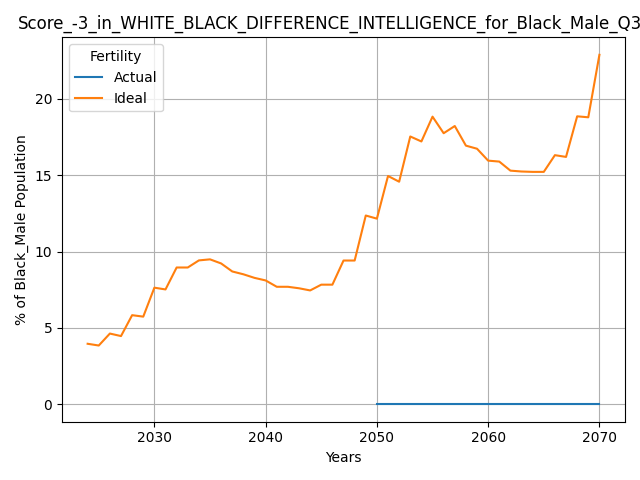 Score_-3_in_WHITE_BLACK_DIFFERENCE_INTELLIGENCE_for_Black_Male_Q3
Fertility
Actual
Ideal
% of Black_Male Population
20
15
10
5
0
2030 2040 2050 2060 2070
Years